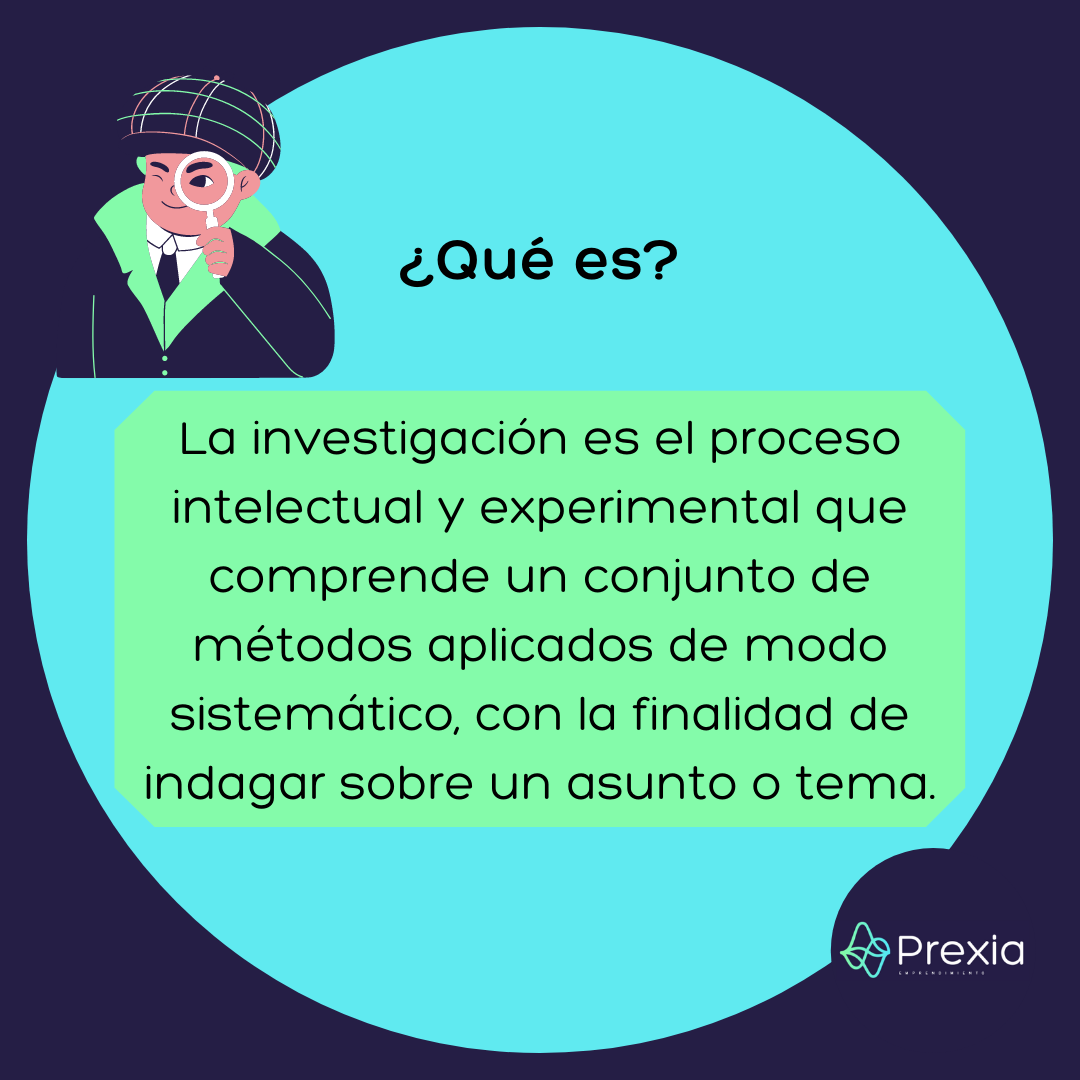 ¿Qué es?
La investigación es el proceso
intelectual y experimental que
comprende un conjunto de
métodos aplicados de modo
sistemático, con la finalidad de
indagar sobre un asunto o tema.
Prexia
EMPRENDIMIENTO